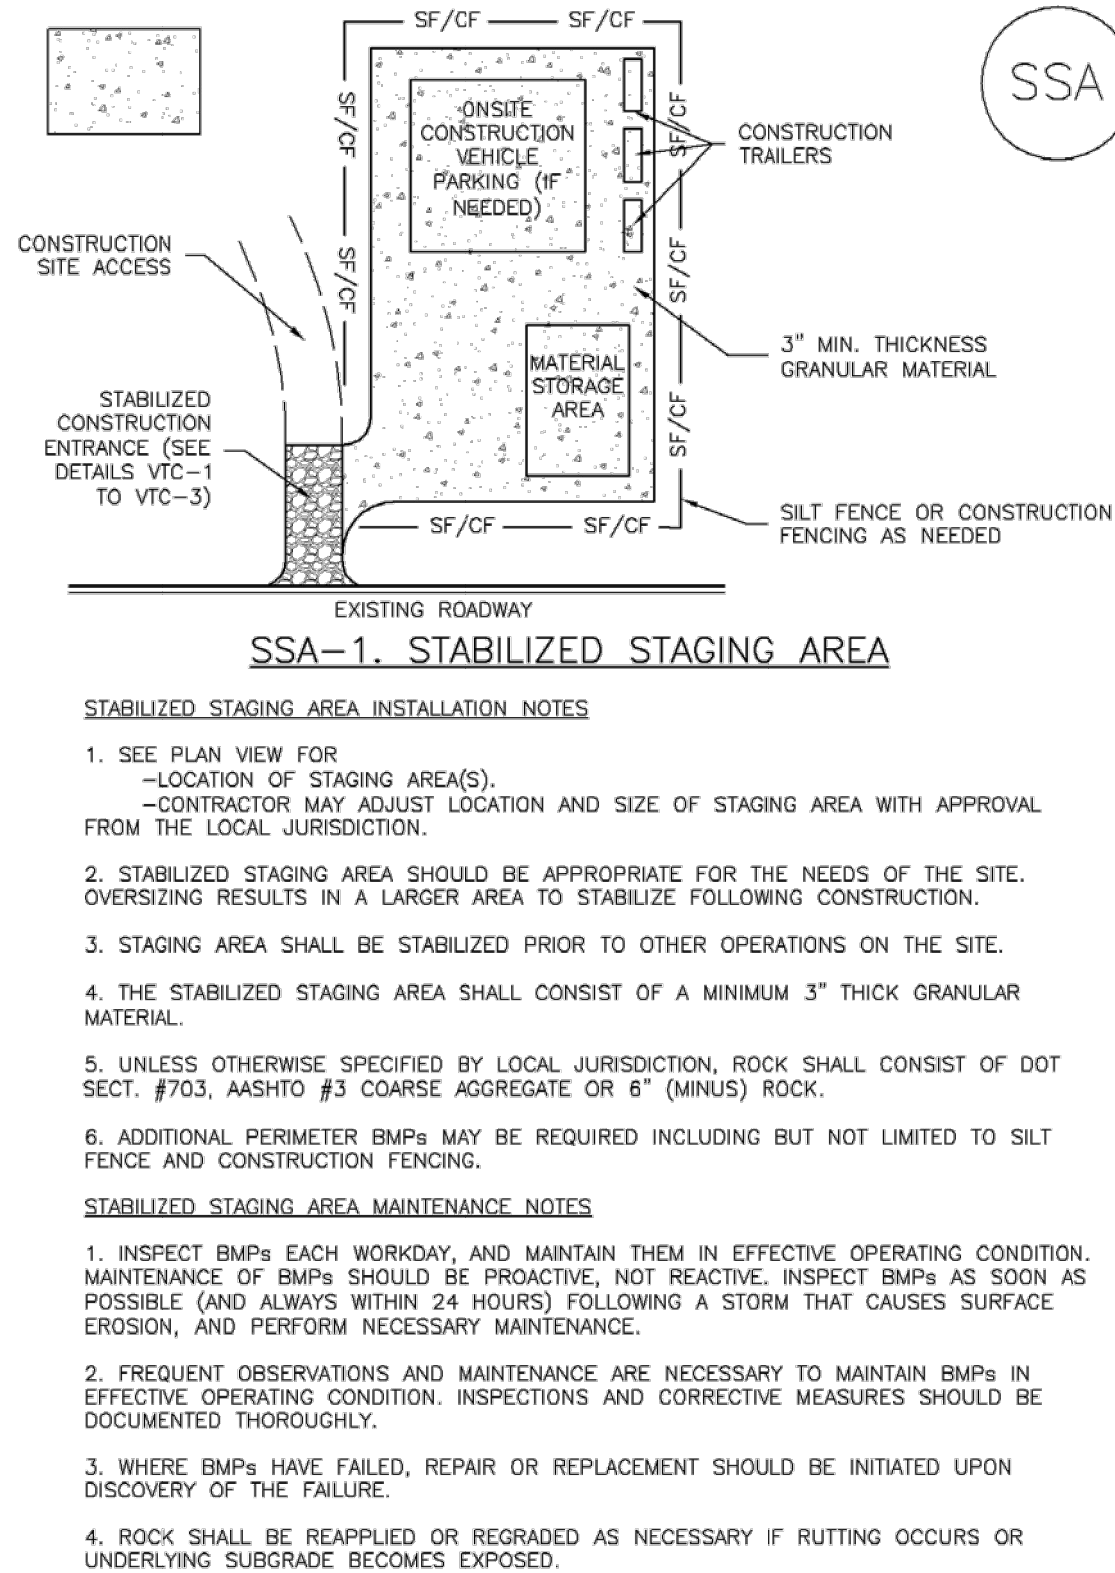 SF/CF SF/CF
SSA
SF/CF
SF/CF
ONSITE
CONSTRUCTION
VEHICLE
PARKING (IF
NEEDED)
CONSTRUCTION
TRAILERS
CONSTRUCTION
SITE ACCESS
SF/CF
SF/CF
3" MIN. THICKNESS
GRANULAR MATERIAL
MATERIAL
STORAGE
AREA
SF/CF
STABILIZED
CONSTRUCTION
ENTRANCE (SEE
DETAILS VTC-1
TO VTC-3)
SF/CF SF/CF
SILT FENCE OR CONSTRUCTION
FENCING AS NEEDED
EXISTING ROADWAY
SSA-1. STABILIZED STAGING AREA
STABILIZED STAGING AREA INSTALLATION NOTES
1. SEE PLAN VIEW FOR
-LOCATION OF STAGING AREA(S).
-CONTRACTOR MAY ADJUST LOCATION AND SIZE OF STAGING AREA WITH APPROVAL
FROM THE LOCAL JURISDICTION.
2. STABILIZED STAGING AREA SHOULD BE APPROPRIATE FOR THE NEEDS OF THE SITE.
OVERSIZING RESULTS IN A LARGER AREA TO STABILIZE FOLLOWING CONSTRUCTION.
3. STAGING AREA SHALL BE STABILIZED PRIOR TO OTHER OPERATIONS ON THE SITE.
4. THE STABILIZED STAGING AREA SHALL CONSIST OF A MINIMUM 3" THICK GRANULAR
MATERIAL.
5. UNLESS OTHERWISE SPECIFIED BY LOCAL JURISDICTION, ROCK SHALL CONSIST OF DOT
SECT. #703, AASHTO #3 COARSE AGGREGATE OR 6" (MINUS) ROCK.
6. ADDITIONAL PERIMETER BMPs MAY BE REQUIRED INCLUDING BUT NOT LIMITED TO SILT
FENCE AND CONSTRUCTION FENCING.
STABILIZED STAGING AREA MAINTENANCE NOTES
1. INSPECT BMPs EACH WORKDAY, AND MAINTAIN THEM IN EFFECTIVE OPERATING CONDITION.
MAINTENANCE OF BMPs SHOULD BE PROACTIVE, NOT REACTIVE. INSPECT BMPs AS SOON AS
POSSIBLE (AND ALWAYS WITHIN 24 HOURS) FOLLOWING A STORM THAT CAUSES SURFACE
EROSION, AND PERFORM NECESSARY MAINTENANCE.
2. FREQUENT OBSERVATIONS AND MAINTENANCE ARE NECESSARY TO MAINTAIN BMPs IN
EFFECTIVE OPERATING CONDITION. INSPECTIONS AND CORRECTIVE MEASURES SHOULD BE
DOCUMENTED THOROUGHLY.
3. WHERE BMPs HAVE FAILED, REPAIR OR REPLACEMENT SHOULD BE INITIATED UPON
DISCOVERY OF THE FAILURE.
4. ROCK SHALL BE REAPPLIED OR REGRADED AS NECESSARY IF RUTTING OCCURS OR
UNDERLYING SUBGRADE BECOMES EXPOSED.